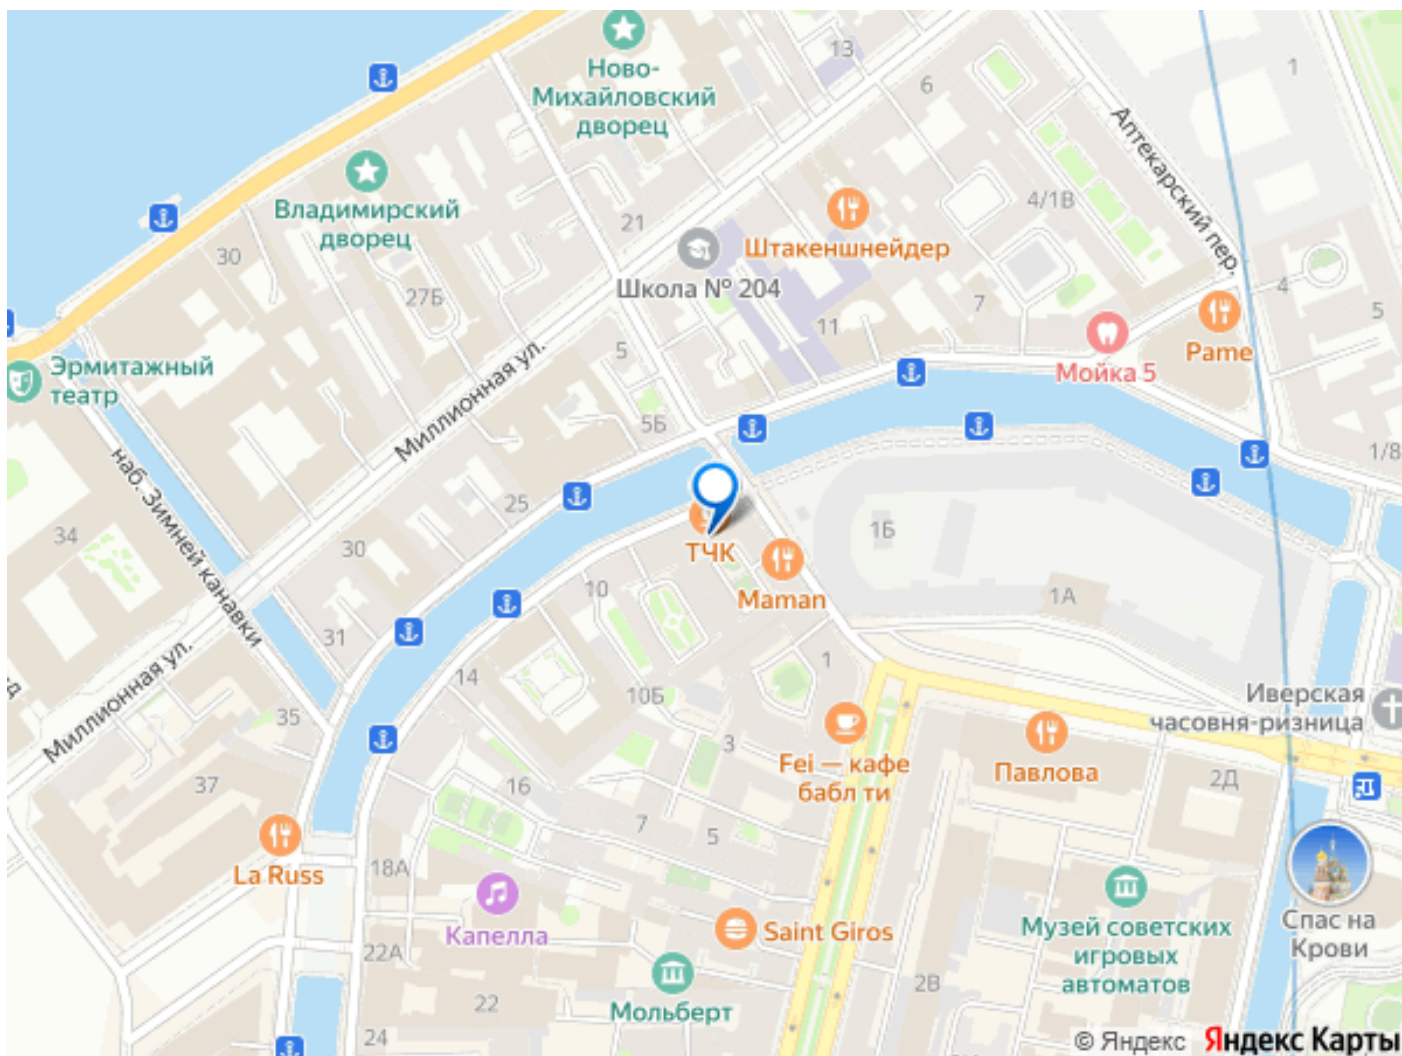 Ново-
Михайловский
дворец
13
6
1
Аптекарский пер.
Владимирский
дворец
21
4/1В
Штакеншнейдер
30
27Б
Школа № 204
7
4
5
11
5
Pame
Мойка 5
Эрмитажный
театр
Миллионная ул.
5Б
1/8
наб. Зимней канавки
25
34
30
1Б
ТЧК
10
Maman
1А
31
Миллионная ул.
14
10Б
1
Иверская
часовня-ризница
35
3
Fei — кафе
бабл ти
Павлова
2Д
37
16
7
5
La Russ
18А
Капелла
Saint Giros
Музей советских
игровых
автоматов
Спас на
Крови
22А
22
Мольберт
2В
24
© Яндекс Яндекс Карты